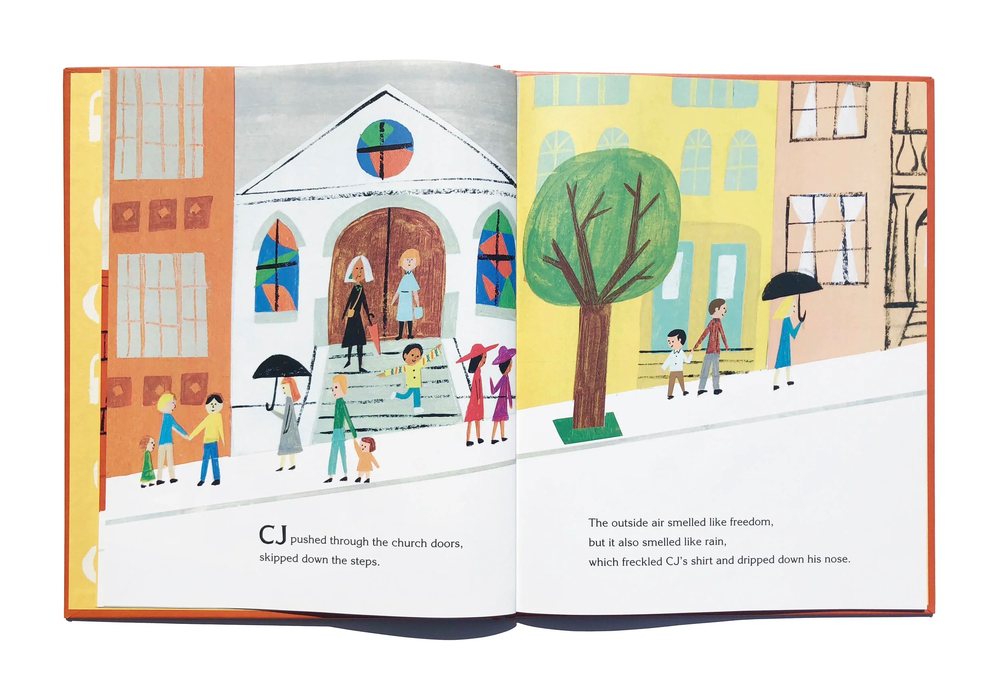 CJ pushed through the church doors,
skipped down the steps.
The outside air smelled like freedom,
but it also smelled like rain,
which freckled CJ's shirt and dripped down his nose.